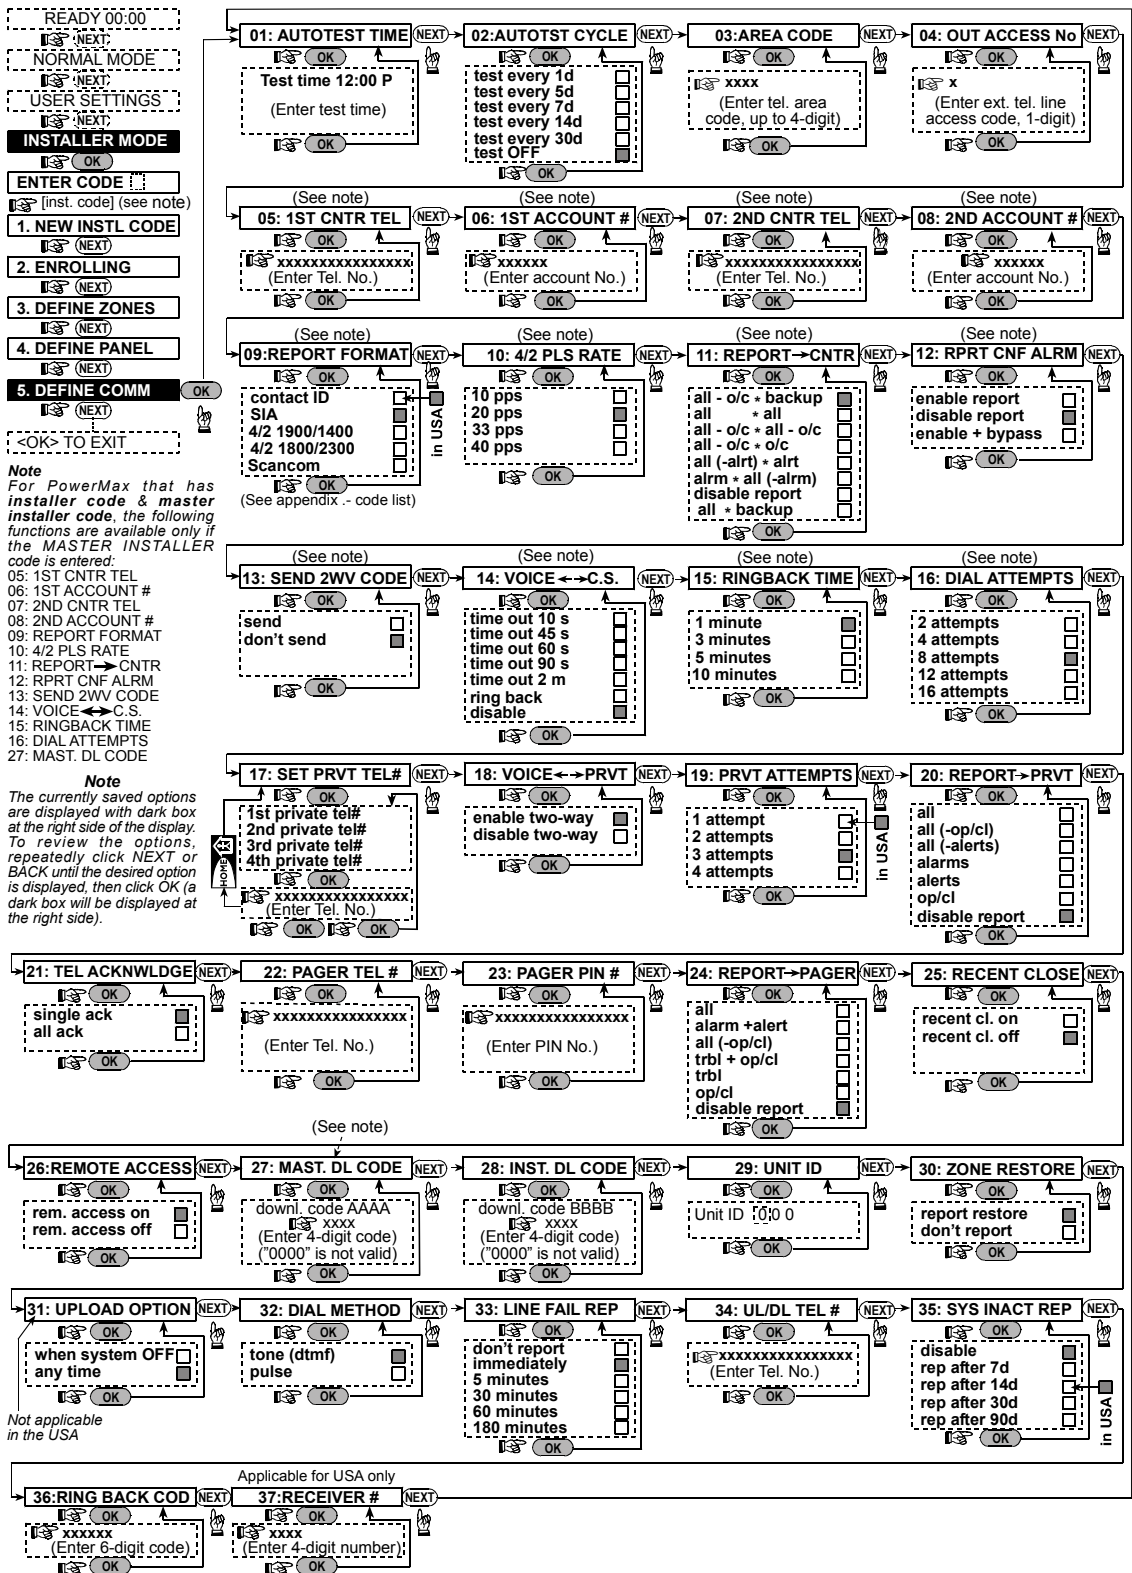 READY 00:00
NEXT
NORMAL MODE
NEXT
USER SETTINGS
NEXT
INSTALLER MODE
OK
ENTER CODE
[inst. code] (see note)
1. NEW INSTL CODE
NEXT
2. ENROLLING
NEXT
3. DEFINE ZONES
NEXT
4. DEFINE PANEL
NEXT
5. DEFINE COMM
OK
NEXT
<OK> TO EXIT
Note
For PowerMax that has
installer code & master
installer code, the following
functions are available only if
the MASTER INSTALLER
code is entered:
05: 1ST CNTR TEL
06: 1ST ACCOUNT #
07: 2ND CNTR TEL
08: 2ND ACCOUNT #
09: REPORT FORMAT
10: 4/2 PLS RATE
11: REPORT→CNTR
12: RPRT CNF ALRM
13: SEND 2WV CODE
14: VOICE↔C.S.
15: RINGBACK TIME
16: DIAL ATTEMPTS
27: MAST. DL CODE
Note
The currently saved options
are displayed with dark box
at the right side of the display.
To review the options,
repeatedly click NEXT or
BACK until the desired option
is displayed, then click OK (a
dark box will be displayed at
the right side).
01: AUTOTEST TIME
NEXT
OK
Test time 12:00 P
(Enter test time)
OK
02:AUTOTST CYCLE
NEXT
OK
test every 1d
test every 5d
test every 7d
test every 14d
test every 30d
test OFF
OK
03:AREA CODE
NEXT
OK
xxxx
(Enter tel. area
code, up to 4-digit)
OK
04: OUT ACCESS No
NEXT
OK
x
(Enter ext. tel. line
access code, 1-digit)
OK
(See note)
05: 1ST CNTR TEL
NEXT
OK
xxxxxxxxxxxxxxxx
(Enter Tel. No.)
OK
(See note)
06: 1ST ACCOUNT #
NEXT
OK
xxxxxx
(Enter account No.)
OK
(See note)
07: 2ND CNTR TEL
NEXT
OK
xxxxxxxxxxxxxxxx
(Enter Tel. No.)
OK
(See note)
08: 2ND ACCOUNT #
NEXT
OK
xxxxxx
(Enter account No.)
OK
(See note)
09:REPORT FORMAT
NEXT
OK
contact ID
SIA
4/2 1900/1400
4/2 1800/2300
Scancom
in USA
OK
(See appendix .- code list)
(See note)
10: 4/2 PLS RATE
NEXT
OK
10 pps
20 pps
33 pps
40 pps
OK
(See note)
11: REPORT→CNTR
NEXT
OK
all - o/c * backup
all * all
all - o/c * all - o/c
all - o/c * o/c
all (-alrt) * alrt
alrm * all (-alrm)
disable report
all * backup
OK
(See note)
12: RPRT CNF ALRM
NEXT
OK
enable report
disable report
enable + bypass
OK
(See note)
13: SEND 2WV CODE
NEXT
OK
send
don't send
OK
(See note)
14: VOICE↔C.S.
NEXT
OK
time out 10 s
time out 45 s
time out 60 s
time out 90 s
time out 2 m
ring back
disable
OK
(See note)
15: RINGBACK TIME
NEXT
OK
1 minute
3 minutes
5 minutes
10 minutes
OK
(See note)
16: DIAL ATTEMPTS
NEXT
OK
2 attempts
4 attempts
8 attempts
12 attempts
16 attempts
OK
17: SET PRVT TEL#
NEXT
OK
1st private tel#
2nd private tel#
3rd private tel#
4th private tel#
OK
HOME
xxxxxxxxxxxxxxxx
(Enter Tel. No.)
OK OK
18: VOICE↔PRVT
NEXT
OK
enable two-way
disable two-way
OK
19: PRVT ATTEMPTS
NEXT
OK
1 attempt
2 attempts
3 attempts
4 attempts
in USA
OK
20: REPORT→PRVT
NEXT
OK
all
all (-op/cl)
all (-alerts)
alarms
alerts
op/cl
disable report
OK
21: TEL ACKNWLDGE
NEXT
OK
single ack
all ack
OK
22: PAGER TEL #
NEXT
OK
xxxxxxxxxxxxxxxx
(Enter Tel. No.)
OK
23: PAGER PIN #
NEXT
OK
xxxxxxxxxxxxxxxx
(Enter PIN No.)
OK
24: REPORT→PAGER
NEXT
OK
all
alarm +alert
all (-op/cl)
trbl + op/cl
trbl
op/cl
disable report
OK
25: RECENT CLOSE
NEXT
OK
recent cl. on
recent cl. off
OK
26:REMOTE ACCESS
NEXT
OK
rem. access on
rem. access off
OK
(See note)
27: MAST. DL CODE
NEXT
OK
downl. code AAAA
xxxx
(Enter 4-digit code)
("0000” is not valid)
OK
28: INST. DL CODE
NEXT
OK
downl. code BBBB
xxxx
(Enter 4-digit code)
("0000” is not valid)
OK
29: UNIT ID
NEXT
OK
Unit ID 0 0 0
OK
30: ZONE RESTORE
NEXT
OK
report restore
don't report
OK
31: UPLOAD OPTION
NEXT
OK
when system OFF
any time
OK
Not applicable
in the USA
32: DIAL METHOD
NEXT
OK
tone (dtmf)
pulse
OK
33: LINE FAIL REP
NEXT
OK
don't report
immediately
5 minutes
30 minutes
60 minutes
180 minutes
OK
34: UL/DL TEL #
NEXT
OK
xxxxxxxxxxxxxxxx
(Enter Tel. No.)
OK
35: SYS INACT REP
NEXT
OK
disable
rep after 7d
rep after 14d
rep after 30d
rep after 90d
in USA
OK
36:RING BACK COD
NEXT
OK
xxxxxx
(Enter 6-digit code)
OK
Applicable for USA only
37:RECEIVER #
NEXT
OK
xxxx
(Enter 4-digit number)
OK